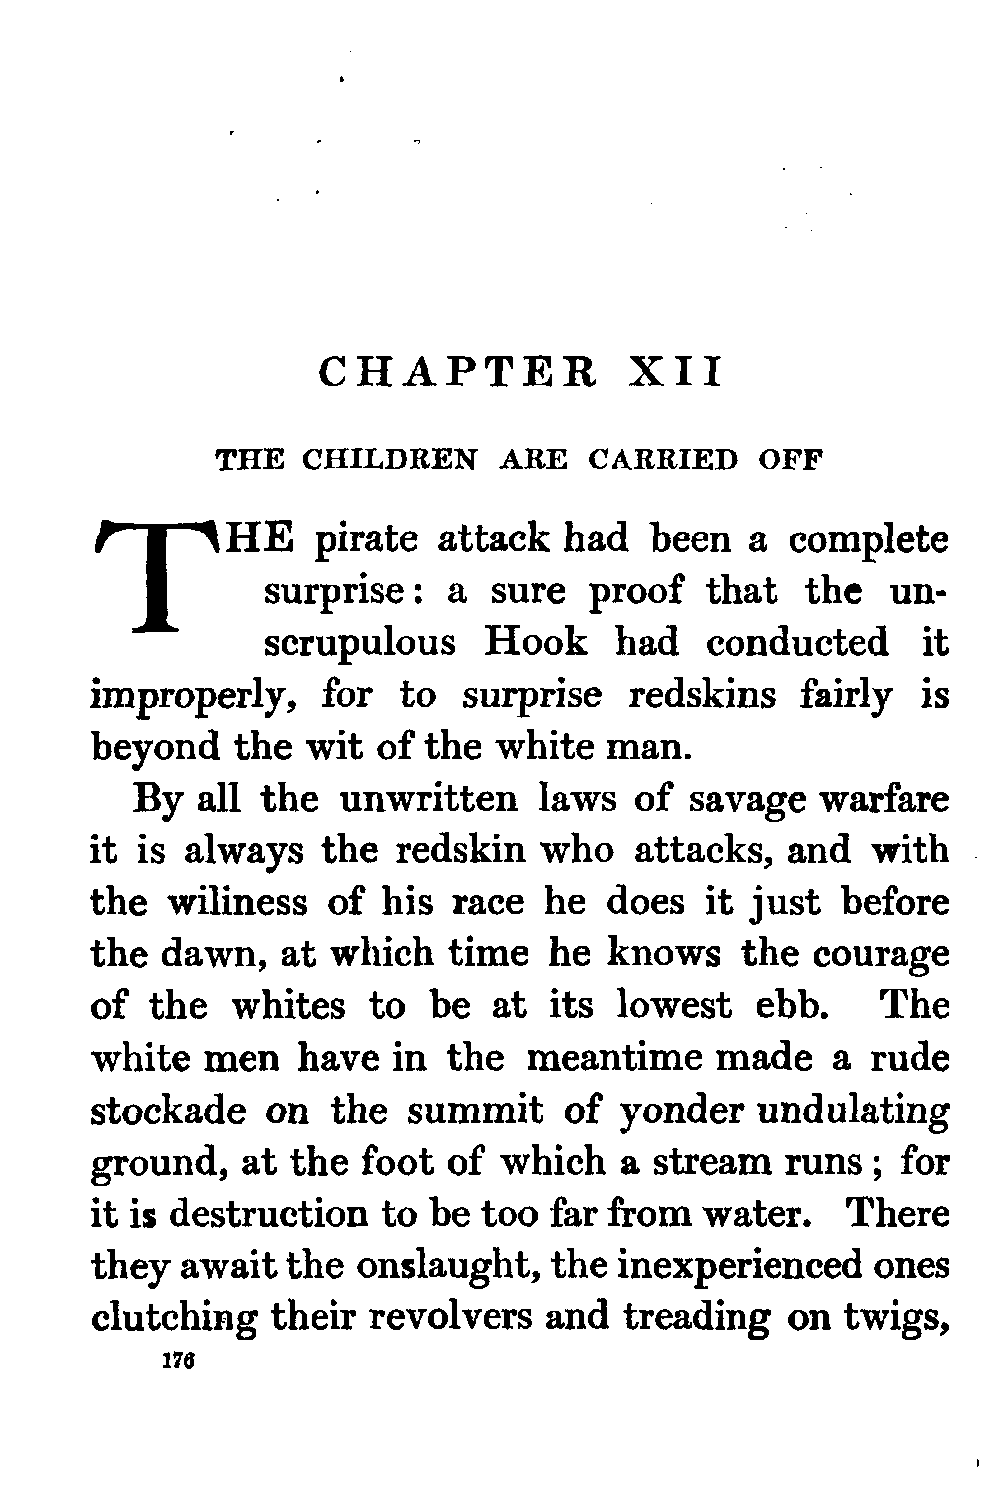 CHAPTER XII
THE CHILDREN ARE CARRIED OFF
THE pirate attack had been a complete
surprise: a sure proof that the un-
scrupulous Hook had conducted it
improperly, for to surprise redskins fairly is
beyond the wit of the white man.
By all the unwritten laws of savage warfare
it is always the redskin who attacks, and with
the wiliness of his race he does it just before
the dawn, at which time he knows the courage
of the whites to be at its lowest ebb. The
white men have in the meantime made a rude
stockade on the summit of yonder undulating
ground, at the foot of which a stream runs; for
it is destruction to be too far from water. There
they await the onslaught, the inexperienced ones
clutching their revolvers and treading on twigs,
176